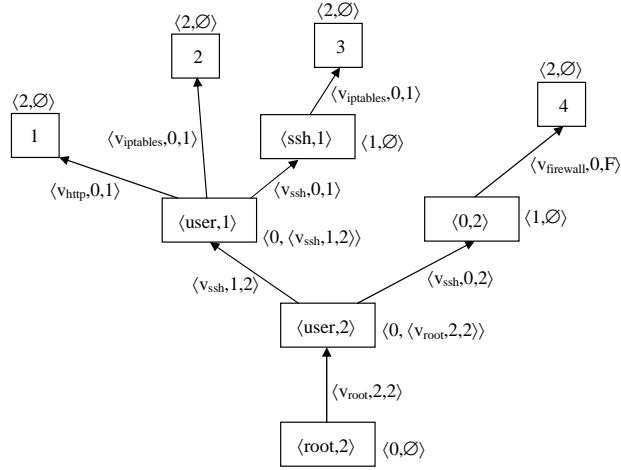 ⟨2,∅⟩
3
⟨2,∅⟩
2
⟨2,∅⟩
4
⟨2,∅⟩
1
⟨v_iptables,0,1⟩
⟨v_iptables,0,1⟩
⟨ssh,1⟩ ⟨1,∅⟩
⟨v_firewall,0,F⟩
⟨v_http,0,1⟩
⟨v_ssh,0,1⟩
⟨user,1⟩ ⟨0, ⟨v_ssh,1,2⟩⟩
⟨0,2⟩ ⟨1,∅⟩
⟨v_ssh,1,2⟩
⟨v_ssh,0,2⟩
⟨user,2⟩ ⟨0, ⟨v_root,2,2⟩⟩
⟨v_root,2,2⟩
⟨root,2⟩ ⟨0,∅⟩